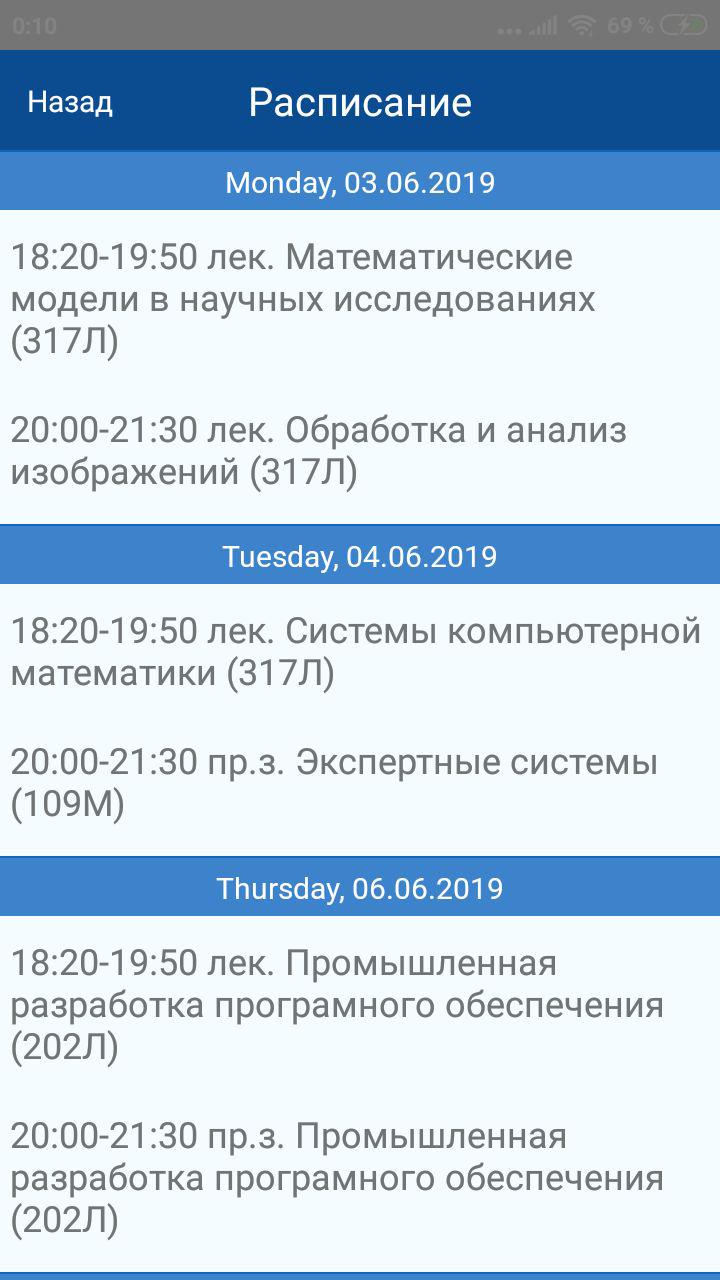 0:10
69 %
Назад
Расписание
Monday, 03.06.2019
18:20-19:50 лек. Математические
модели в научных исследованиях
(317Л)
20:00-21:30 лек. Обработка и анализ
изображений (317Л)
Tuesday, 04.06.2019
18:20-19:50 лек. Системы компьютерной
математики (317Л)
20:00-21:30 пр.з. Экспертные системы
(109М)
Thursday, 06.06.2019
18:20-19:50 лек. Промышленная
разработка програмного обеспечения
(202Л)
20:00-21:30 пр.з. Промышленная
разработка програмного обеспечения
(202Л)